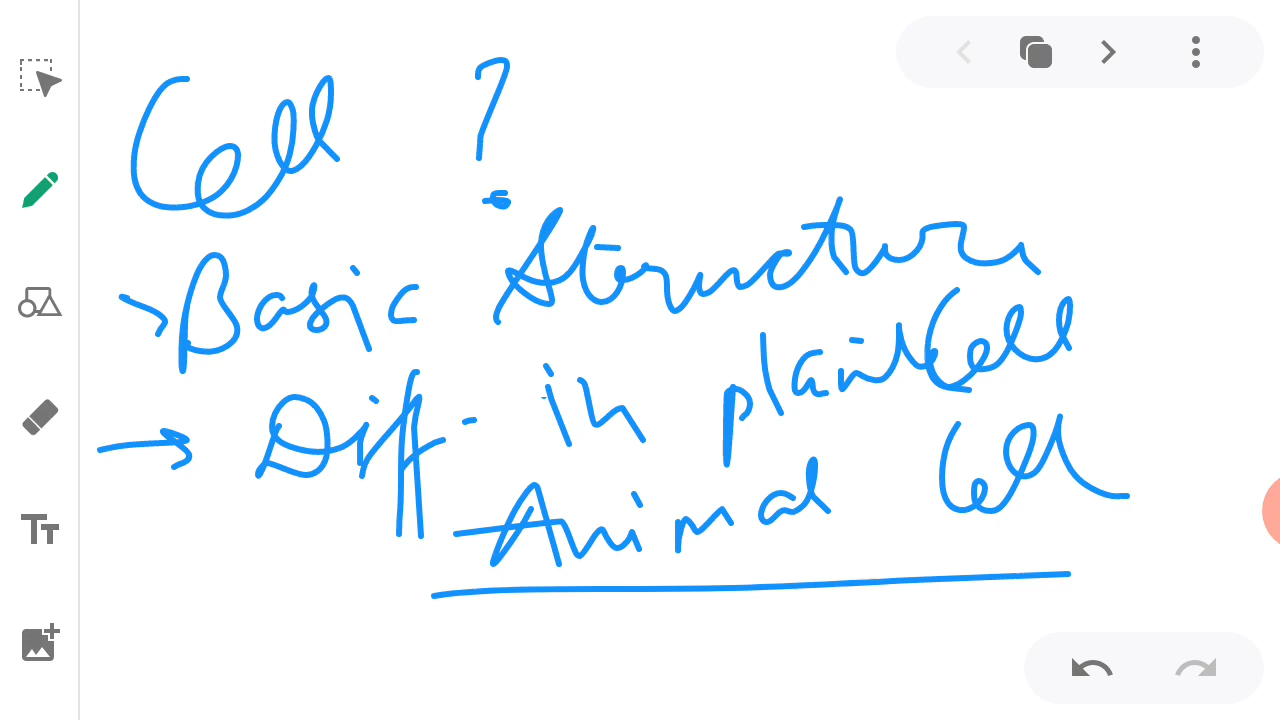 Cell ?
Basic Structure
→ Diff - in plant Cell
Animal Cell